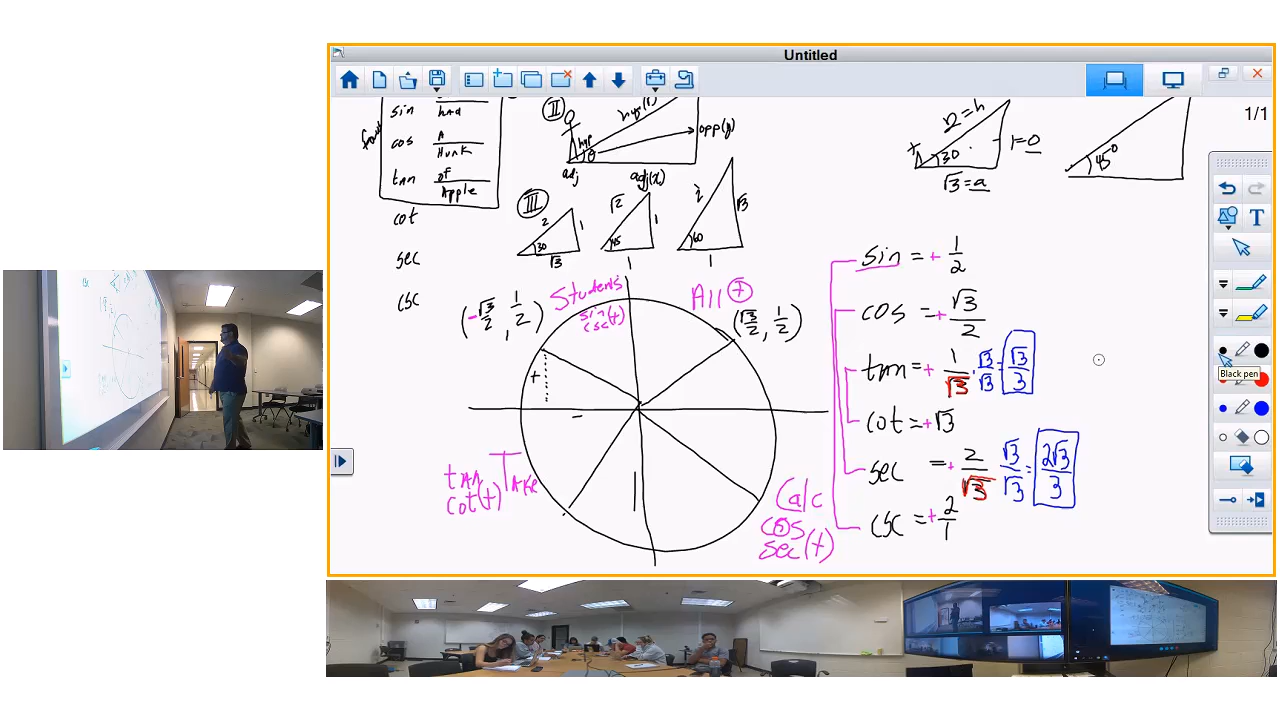 Untitled
1/1
sin
had
cos A
Hunk
tan of
Apple
cot
sec
csc
II
O
hyp
θ
adj
hyp(r)
opp(y)
adj(x)
III
2
1
30
√3
√2
1
45
1
2
√3
60
1
2=h
1=0
30
√3=a
45°
Students
sin
csc(+)
All +
(-√3/2, 1/2)
(√3/2, 1/2)
+
-
tan
cot(+)
Take
Calc
cos
sec(+)
sin = + 1/2
cos = + √3/2
tan = + 1/√3 · √3/√3 = √3/3
cot = + √3
sec = + 2/√3 √3/√3 = 2√3/3
csc = + 2/1
T
Black pen